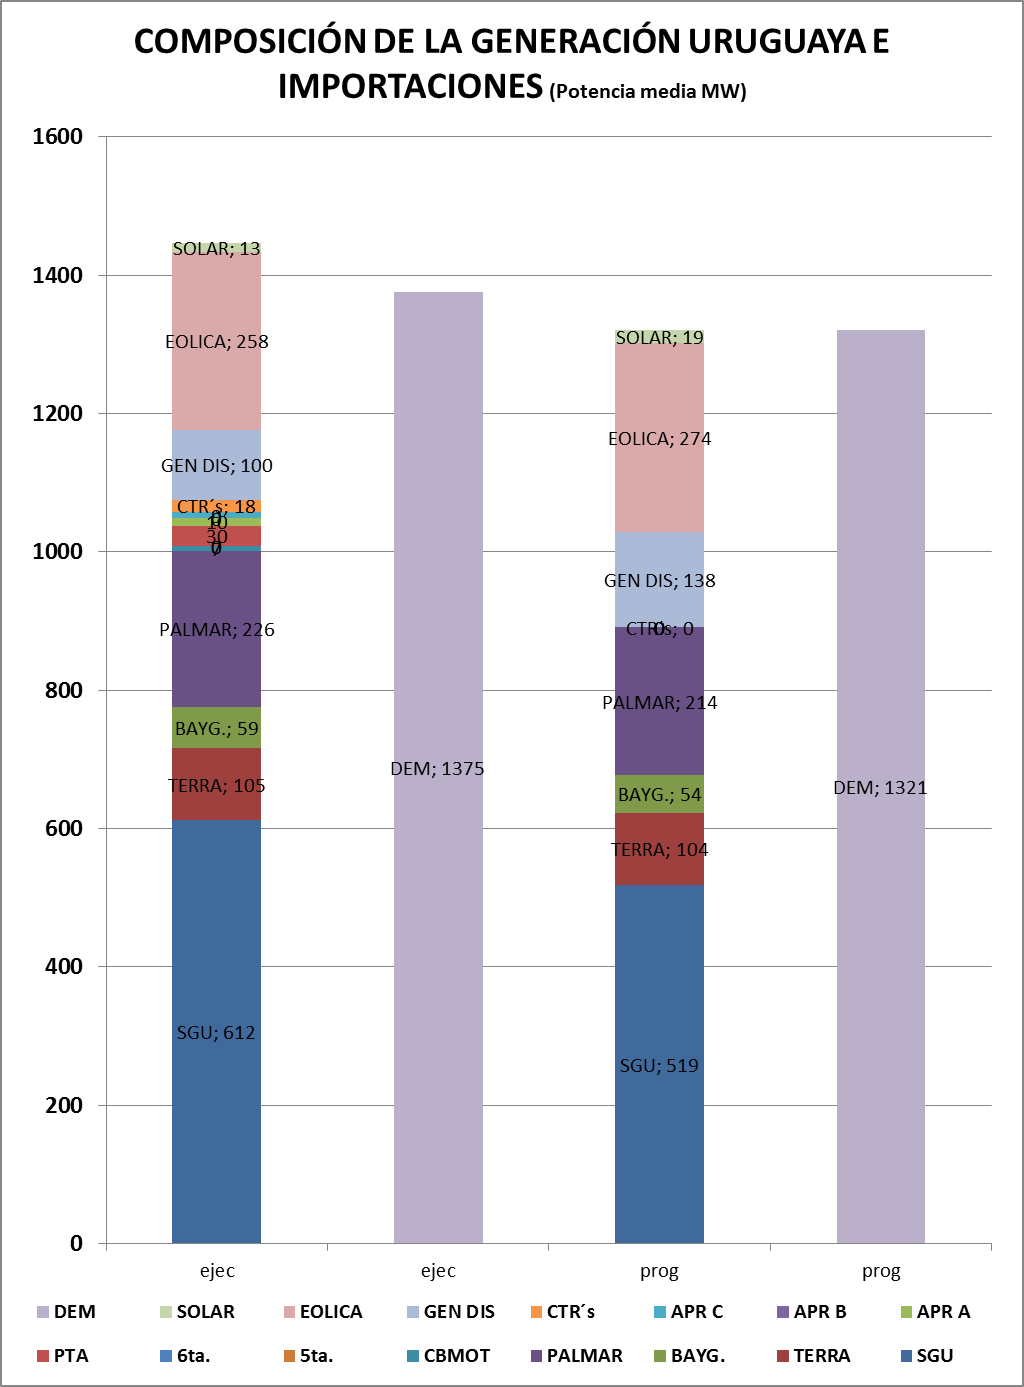 COMPOSICIÓN DE LA GENERACIÓN URUGUAYA E
IMPORTACIONES (Potencia media MW)
1600
1400
1200
1000
800
600
400
200
0
SOLAR; 13
EOLICA; 258
GEN DIS; 100
CTR´s; 18
10
30
PALMAR; 226
BAYG.; 59
TERRA; 105
SGU; 612
DEM; 1375
SOLAR; 19
EOLICA; 274
GEN DIS; 138
CTR´s; 0
PALMAR; 214
BAYG.; 54
TERRA; 104
SGU; 519
DEM; 1321
ejec
ejec
prog
prog
DEM SOLAR EOLICA GEN DIS CTR´s APR C APR B APR A
PTA 6ta. 5ta. CBMOT PALMAR BAYG. TERRA SGU